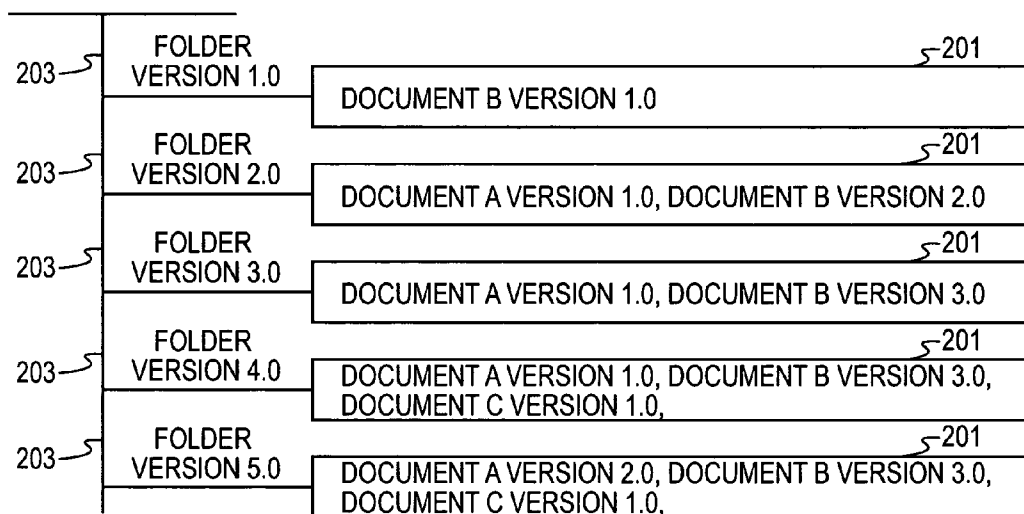 FOLDER
201
203
VERSION 1.0
DOCUMENT B VERSION 1.0
FOLDER
201
203
VERSION 2.0
DOCUMENT A VERSION 1.0, DOCUMENT B VERSION 2.0
FOLDER
201
203
VERSION 3.0
DOCUMENT A VERSION 1.0, DOCUMENT B VERSION 3.0
FOLDER
201
203
VERSION 4.0
DOCUMENT A VERSION 1.0, DOCUMENT B VERSION 3.0,
DOCUMENT C VERSION 1.0,
FOLDER
201
203
VERSION 5.0
DOCUMENT A VERSION 2.0, DOCUMENT B VERSION 3.0,
DOCUMENT C VERSION 1.0,